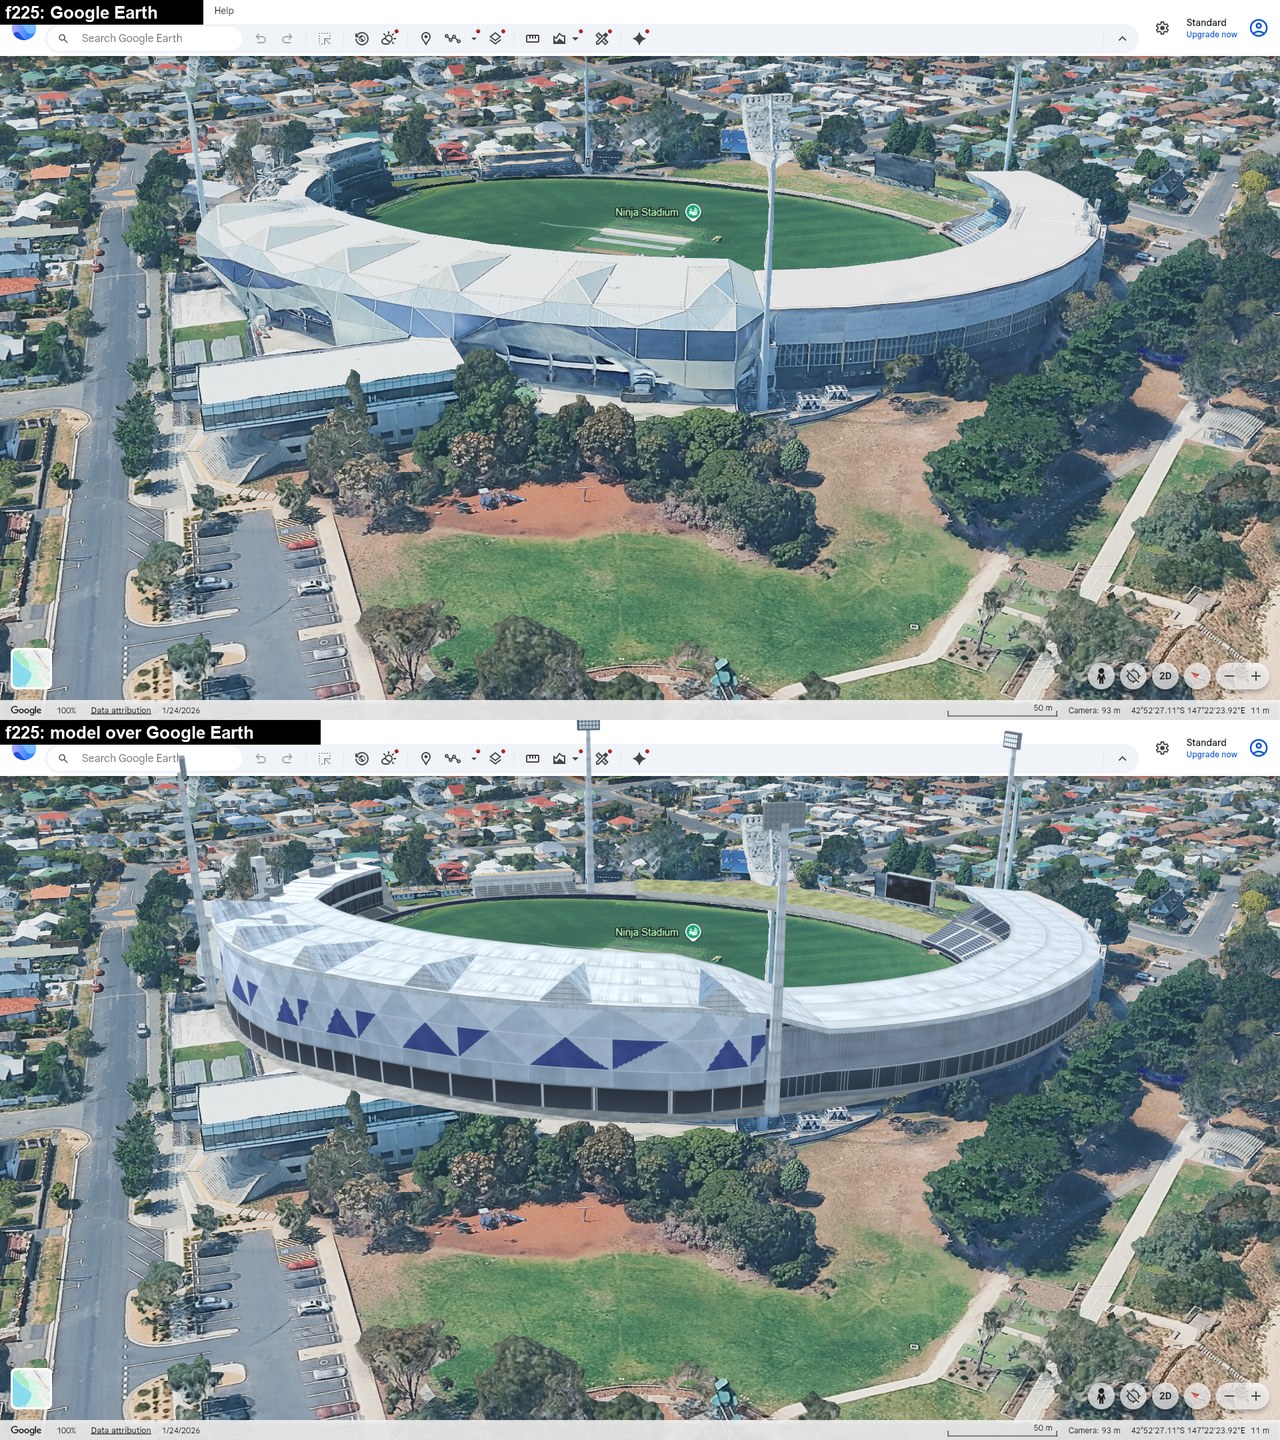 f225: Google Earth
Help
Search Google Earth
Standard
Upgrade now
Ninja Stadium
2D
50 m
Google
100%
Data attribution
1/24/2026
Camera: 93 m
42°52'27.11"S 147°22'23.92"E
11 m
f225: model over Google Earth
Search Google Earth
Standard
Upgrade now
Ninja Stadium
2D
50 m
Google
100%
Data attribution
1/24/2026
Camera: 93 m
42°52'27.11"S 147°22'23.92"E
11 m